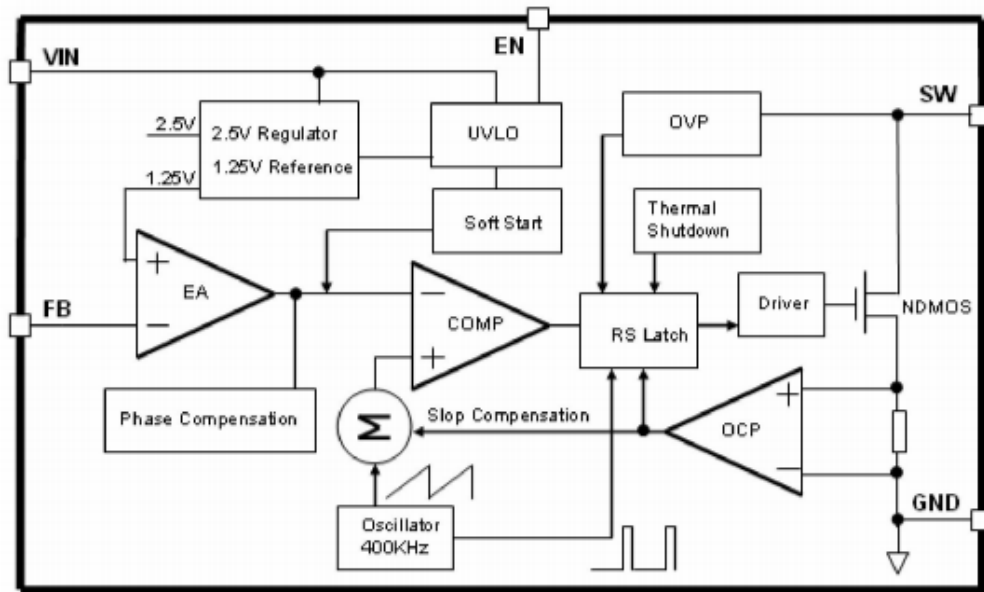 EN
VIN
SW
2.5V
2.5V Regulator
1.25V Reference
UVLO
OVP
1.25V
Soft Start
Thermal
Shutdown
+
EA
−
FB
−
COMP
+
RS Latch
Driver
NDMOS
Phase Compensation
Σ
Slop Compensation
+
OCP
−
GND
Oscillator
400KHz